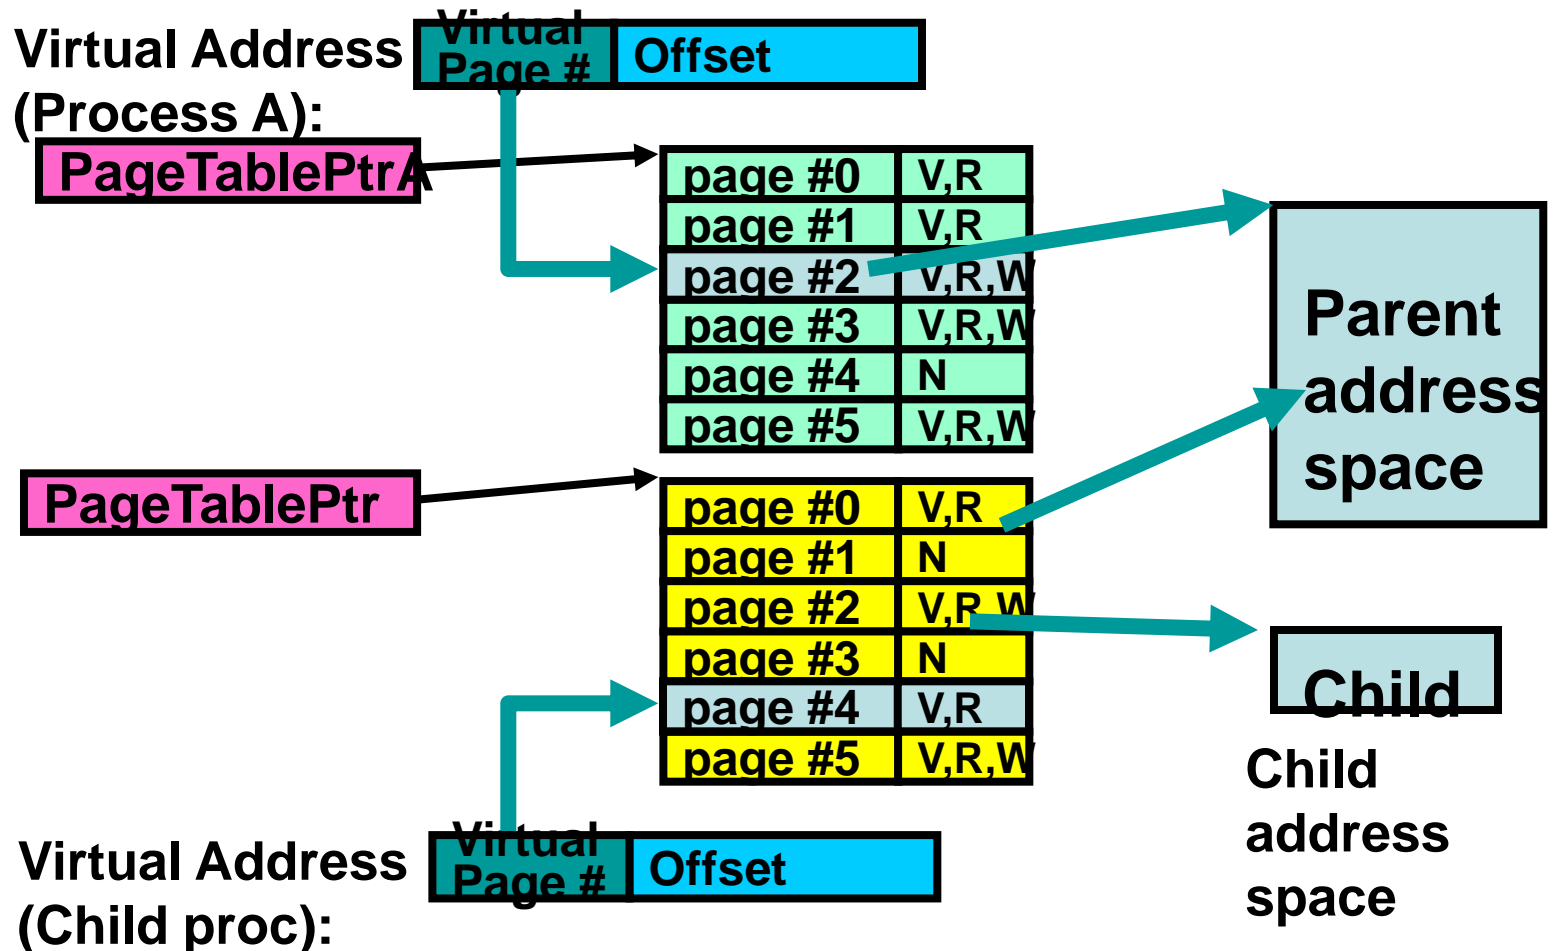 Virtual Address
(Process A):
Virtual
Page #
Offset
PageTablePtrA
page #0 V,R
page #1 V,R
page #2 V,R,W
page #3 V,R,W
page #4 N
page #5 V,R,W
Parent
address
space
PageTablePtr
page #0 V,R
page #1 N
page #2 V,R,W
page #3 N
page #4 V,R
page #5 V,R,W
Child
Child
address
space
Virtual Address
(Child proc):
Virtual
Page #
Offset